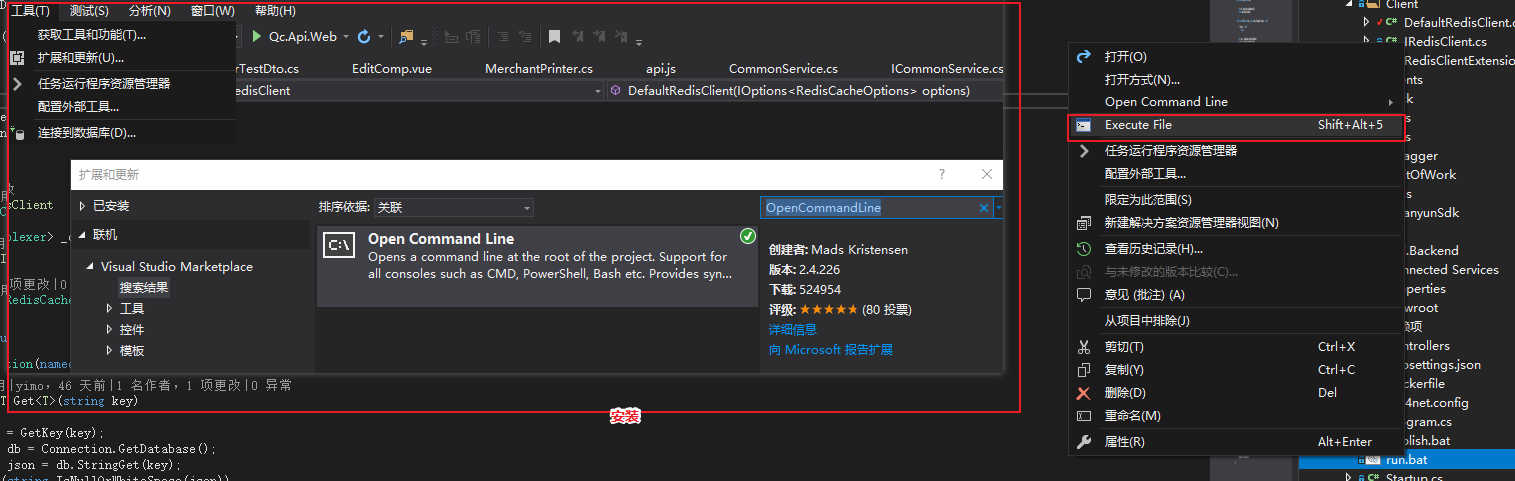 工具(T) 测试(S) 分析(N) 窗口(W) 帮助(H)
获取工具和功能(T)...
扩展和更新(U)...
任务运行程序资源管理器
配置外部工具...
连接到数据库(D)...
Qc.Api.Web
rTestDto.cs EditComp.vue MerchantPrinter.cs api.js CommonService.cs ICommonService.cs
RedisClient DefaultRedisClient(IOptions<RedisCacheOptions> options)
扩展和更新
已安装
联机
Visual Studio Marketplace
搜索结果
工具
控件
模板
排序依据: 关联
OpenCommandLine
C:\
Open Command Line
Opens a command line at the root of the project. Support for
all consoles such as CMD, PowerShell, Bash etc. Provides syn...
创建者: Mads Kristensen
版本: 2.4.226
下载: 524954
评级: ★★★★★ (80 投票)
详细信息
向 Microsoft 报告扩展
sClient
plexer> _c
项更改|0
RedisCache
tion(named
|yimo, 46 天前|1 名作者, 1 项更改|0 异常
T Get<T>(string key)
= GetKey(key);
db = Connection.GetDatabase();
json = db.StringGet(key);
(string.IsNullOrWhiteSpace(json))
安装
打开(O)
打开方式(N)...
Open Command Line
Execute File Shift+Alt+5
任务运行程序资源管理器
配置外部工具...
限定为此范围(S)
新建解决方案资源管理器视图(N)
查看历史记录(H)...
与未修改的版本比较(C)...
意见 (批注) (A)
从项目中排除(J)
剪切(T) Ctrl+X
复制(Y) Ctrl+C
删除(D) Del
重命名(M)
属性(R) Alt+Enter
Client
DefaultRedisClient.cs
IRedisClient.cs
RedisClientExtension
ents
sk
s
s
agger
itOfWork
s
anyunSdk
.Backend
nnected Services
operties
wroot
赖项
ntrollers
psettings.json
ckerfile
4net.config
gram.cs
blish.bat
run.bat
Startup.cs